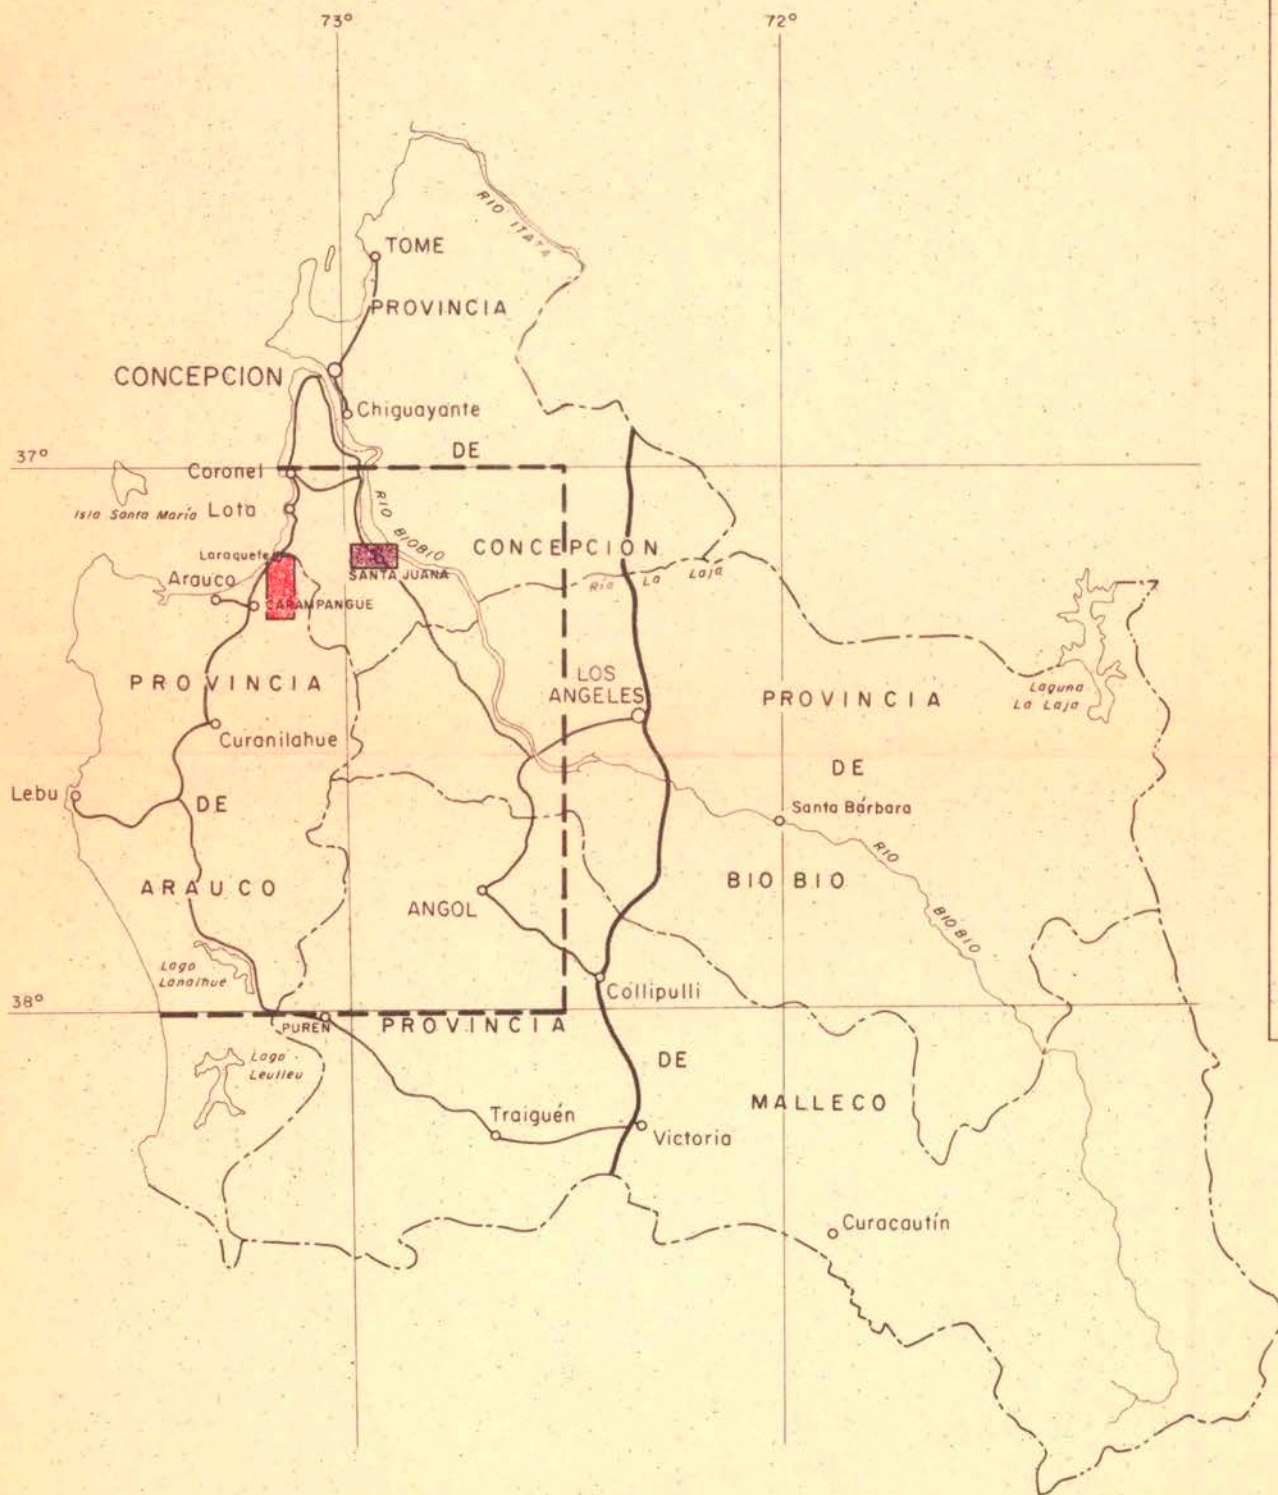 73°
72°
RIO ITATA
TOME
PROVINCIA
CONCEPCION
Chiguayante
DE
37°
Coronel
Isla Santa María
Lota
RIO BIOBIO
CONCEPCION
Laraquete
SANTA JUANA
Río La Laja
Arauco
CARAMPANGUE
PROVINCIA
LOS
ANGELES
PROVINCIA
Laguna
La Laja
Curanilahue
DE
Lebu
DE
Santa Bárbara
RIO
BIO BIO
ARAUCO
BIO BIO
ANGOL
Lago
Lanalhue
Collipulli
38°
PUREN
PROVINCIA
Lago
Leulleu
DE
MALLECO
Traiguén
Victoria
Curacautín